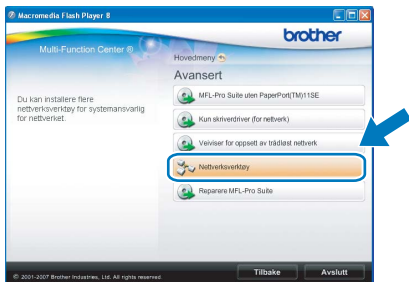 Macromedia Flash Player 8
brother
Multi-Function Center ®
Hovedmeny
Avansert
Du kan installere flere
nettverksverktøy for systemansvarlig
for nettverket.
MFL-Pro Suite uten PaperPort(TM)11SE
Kun skriverdriver (for nettverk)
Veiviser for oppsett av trådløst nettverk
Nettverksverktøy
Reparere MFL-Pro Suite
© 2001-2007 Brother Industries, Ltd. All rights reserved
Tilbake
Avslutt